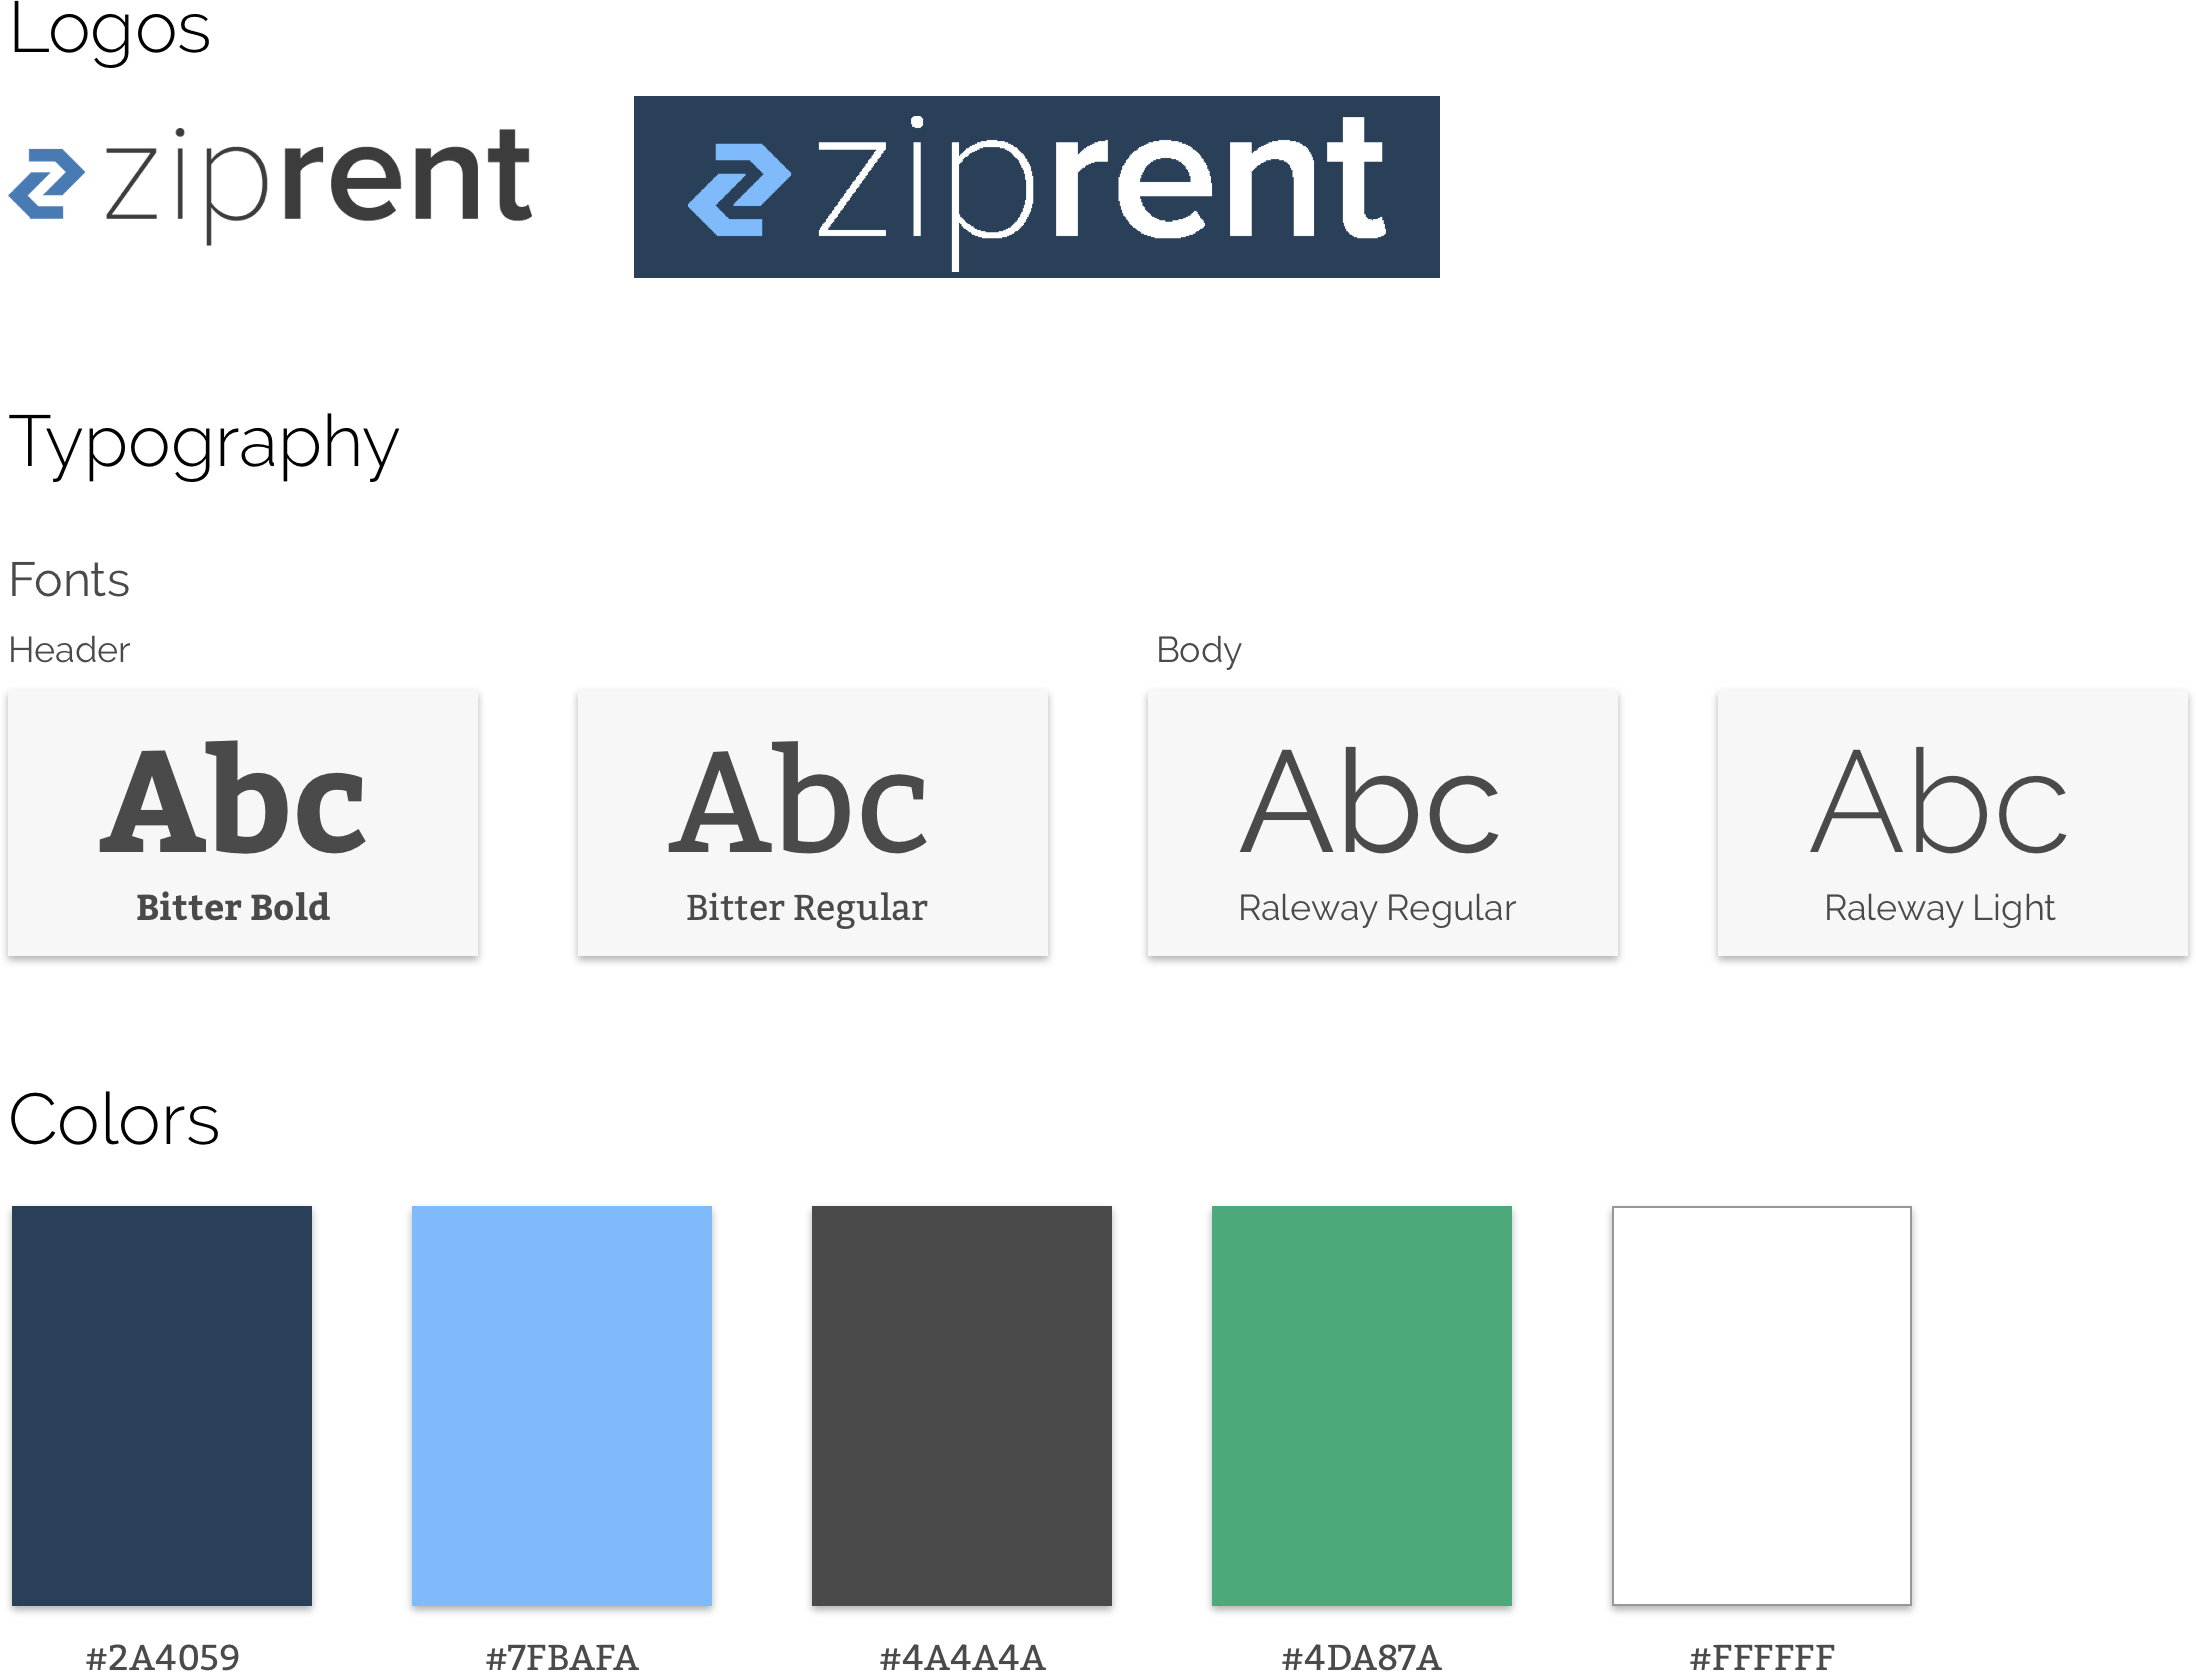 Logos
ziprent
ziprent
Typography
Fonts
Header
Body
Abc
Bitter Bold
Abc
Bitter Regular
Abc
Raleway Regular
Abc
Raleway Light
Colors
#2A4059
#7FBAFA
#4A4A4A
#4DA87A
#FFFFFF